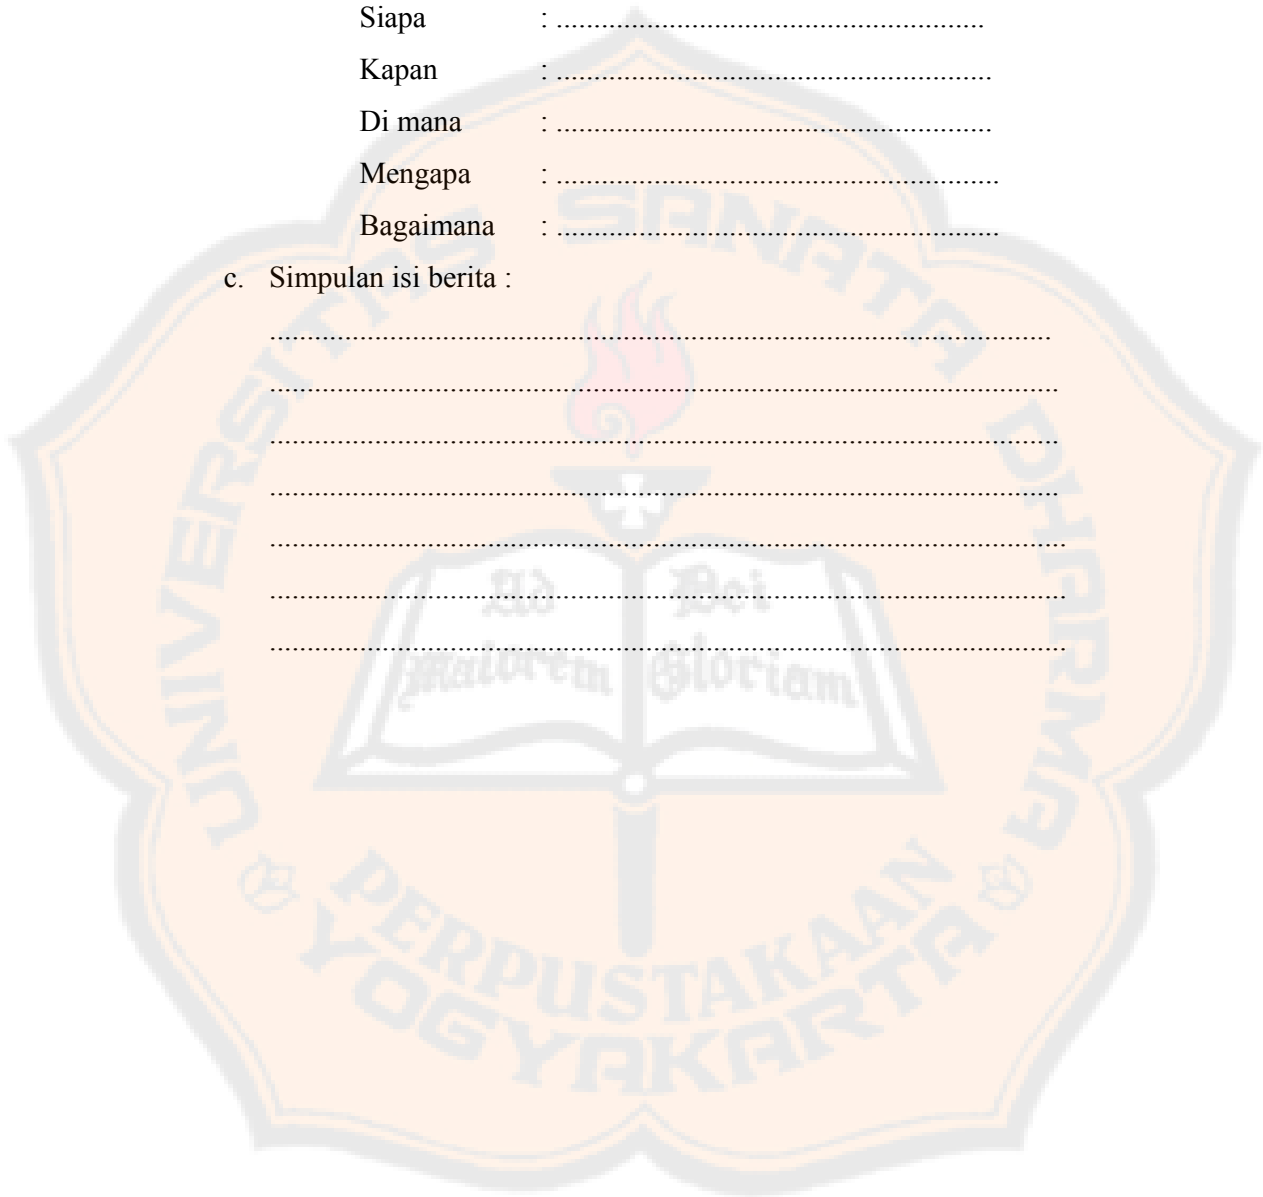 Siapa : .........................................................
Kapan : ..........................................................
Di mana : ..........................................................
Mengapa : ...........................................................
Bagaimana : ...........................................................
c. Simpulan isi berita :
........................................................................................................
.........................................................................................................
.........................................................................................................
.........................................................................................................
..........................................................................................................
..........................................................................................................
..........................................................................................................
UNIVERSITAS SANATA DHARMA
Ad Dei
Maiorem Gloriam
PERPUSTAKAAN
YOGYAKARTA